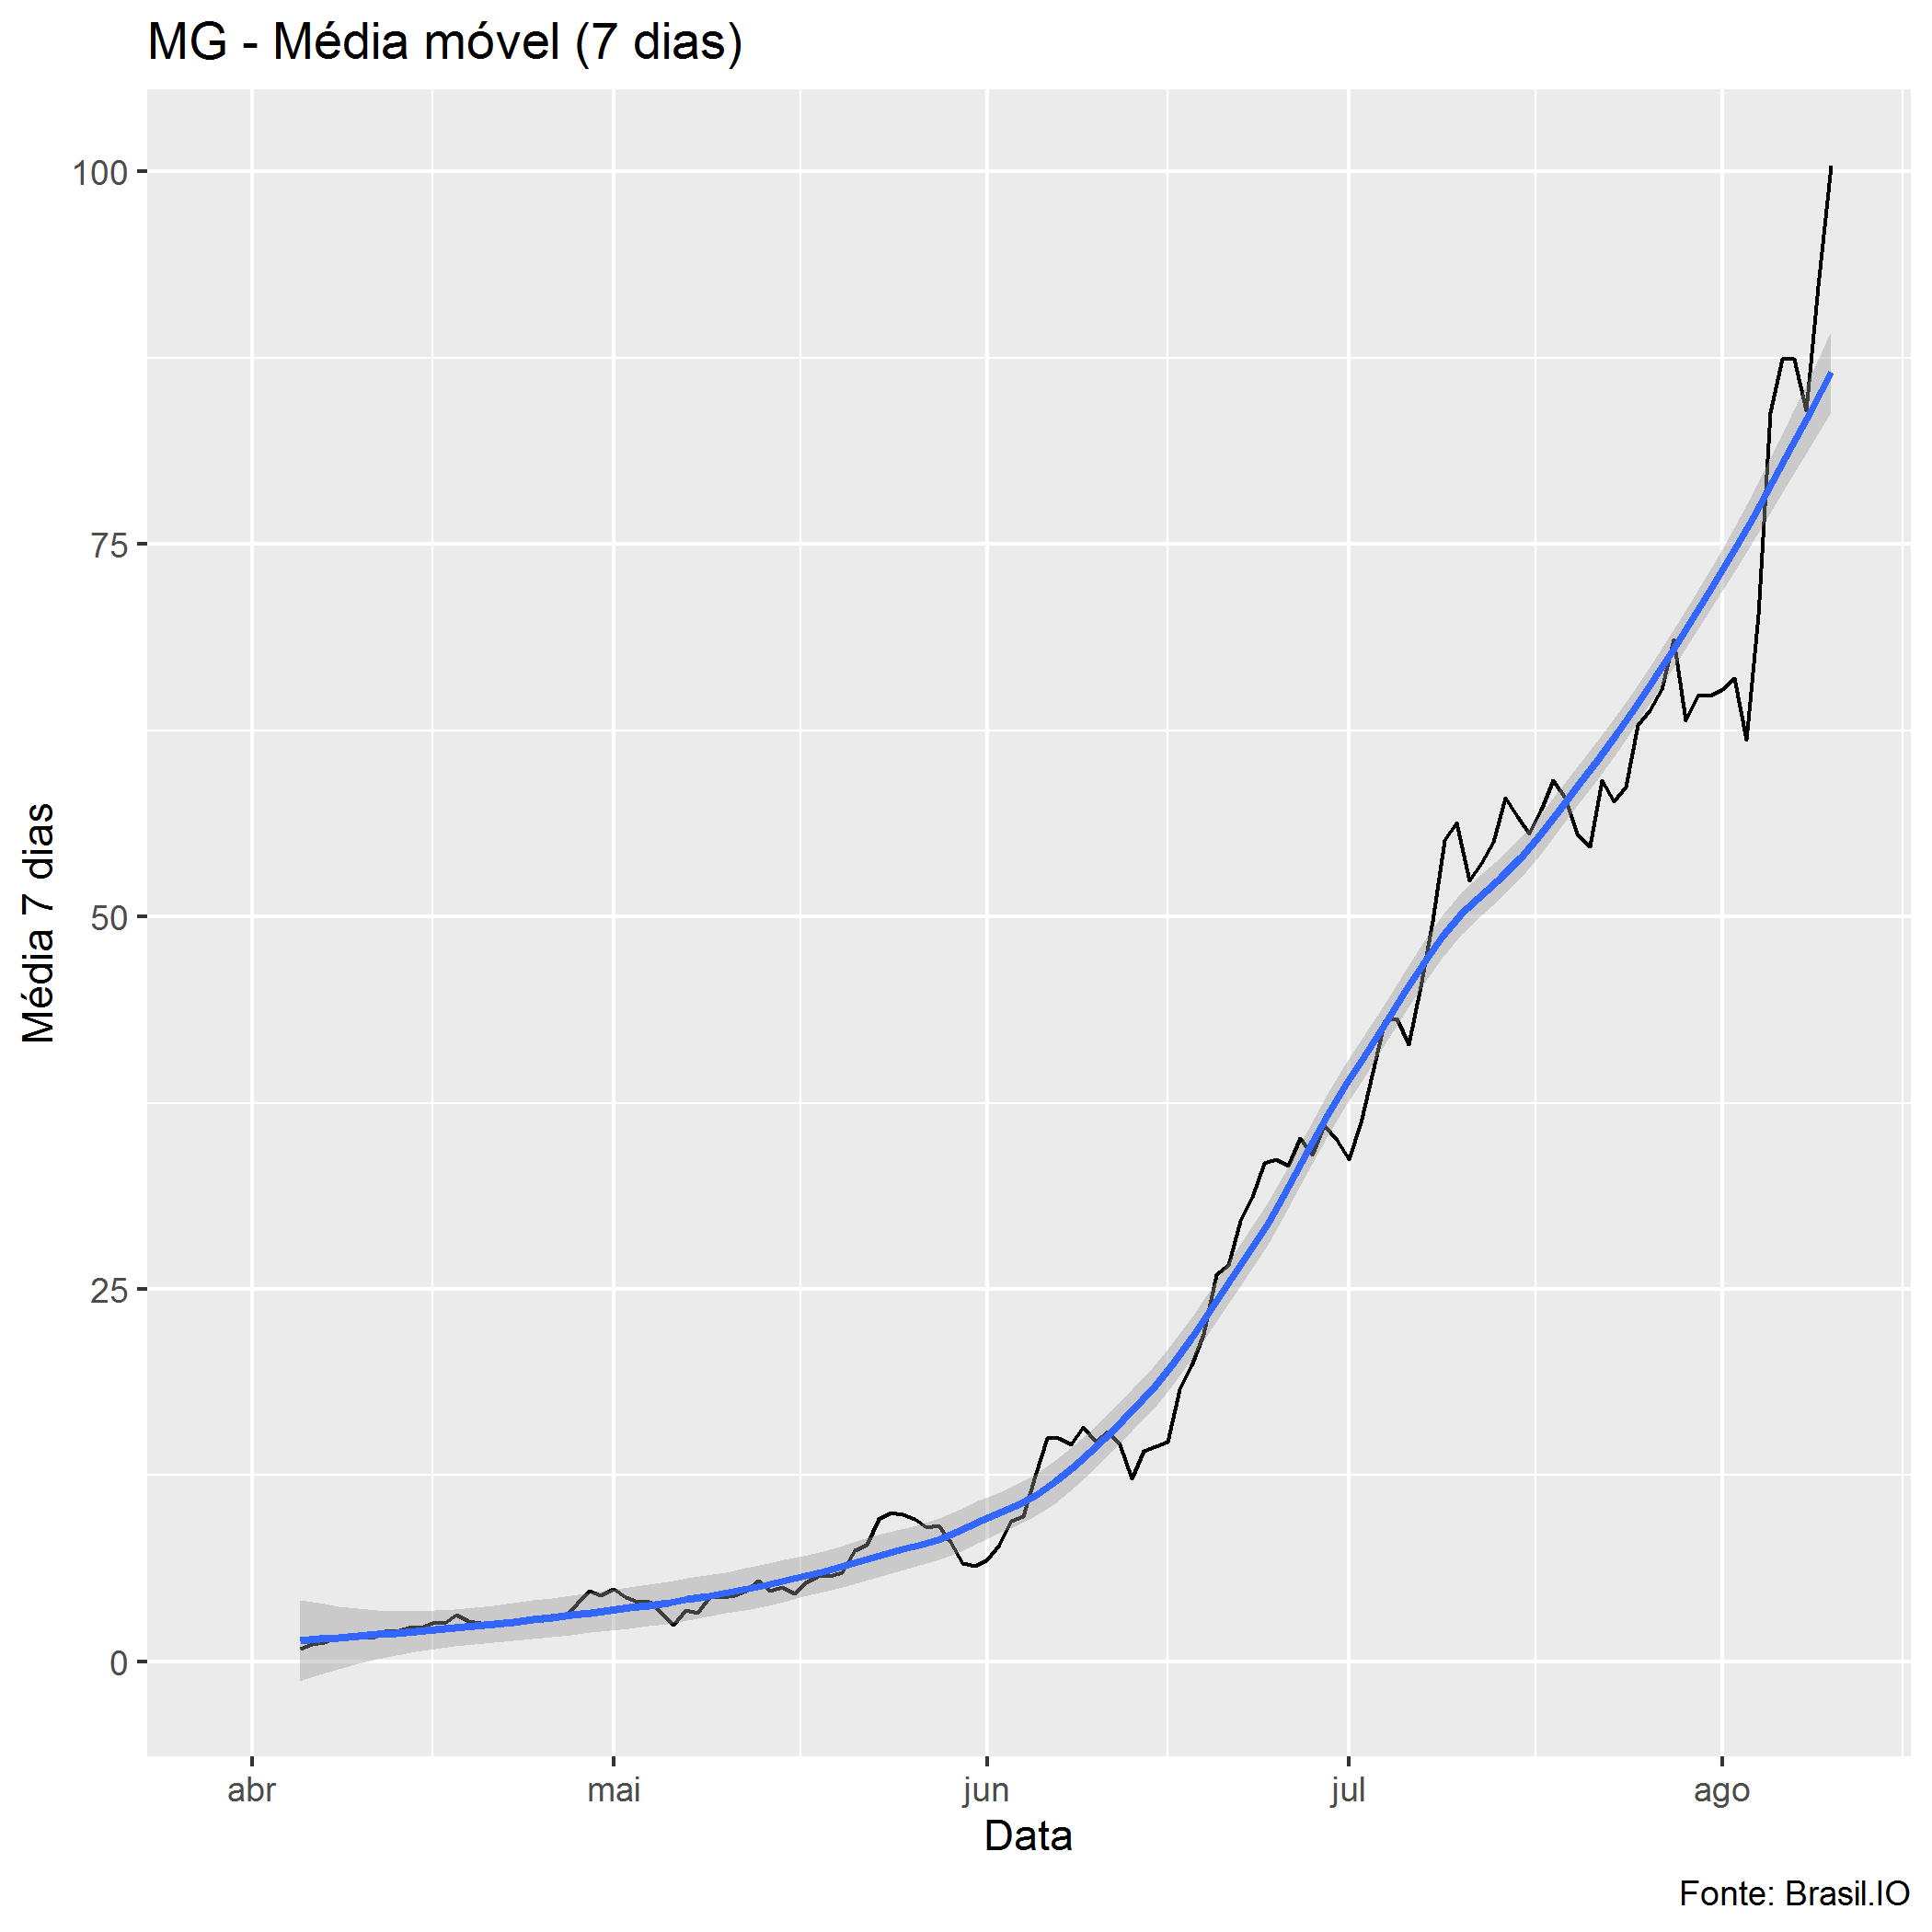 MG - Média móvel (7 dias)
100
75
50
25
0
Média 7 dias
abr mai jun jul ago
Data
Fonte: Brasil.IO